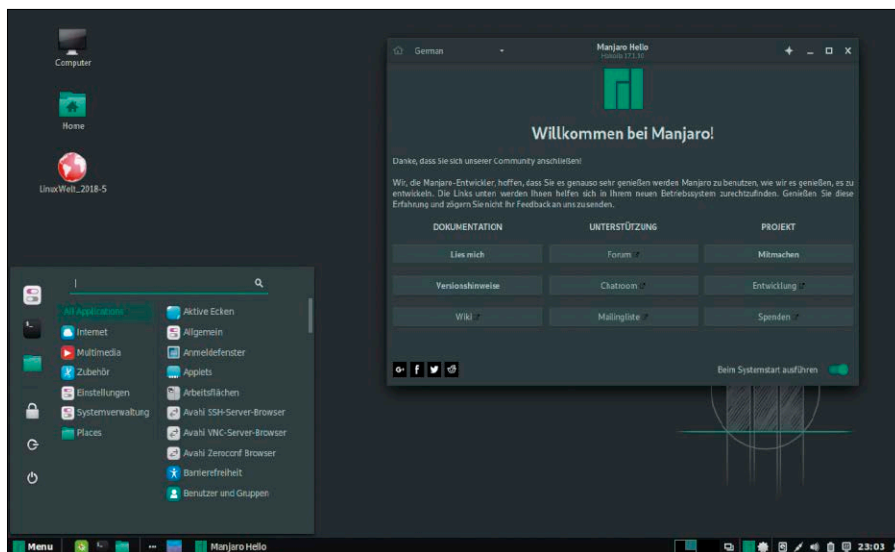 Computer
Home
LinuxWelt_2018-5
German
Manjaro Hello
Willkommen bei Manjaro!
Danke, dass Sie sich unserer Community anschließen!
Wir, die Manjaro-Entwickler, hoffen, dass Sie es genauso sehr genießen werden Manjaro zu benutzen, wie wir es genießen, es zu
entwickeln. Die Links unten werden Ihnen helfen sich in Ihrem neuen Betriebssystem zurechtzufinden. Genießen Sie diese
Erfahrung und zögern Sie nicht Ihr Feedback an uns zu senden.
DOKUMENTATION UNTERSTÜTZUNG PROJEKT
Lies mich Forum Mitmachen
Versionshinweise Chatroom Entwicklung
Wiki Mailingliste Spenden
G+ f
Beim Systemstart ausführen
All Applications
Internet
Multimedia
Zubehör
Einstellungen
Systemverwaltung
Places
Aktive Ecken
Allgemein
Anmeldefenster
Applets
Arbeitsflächen
Avahi SSH-Server-Browser
Avahi VNC-Server-Browser
Avahi Zeroconf Browser
Barrierefreiheit
Benutzer und Gruppen
Menu
Manjaro Hello
23:03